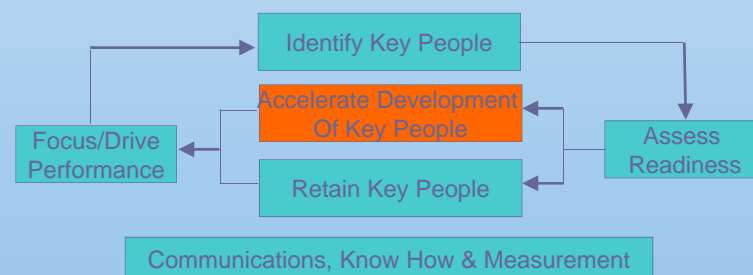 Identify Key People
Accelerate Development
Of Key People
Focus/Drive
Performance
Assess
Readiness
Retain Key People
Communications, Know How & Measurement